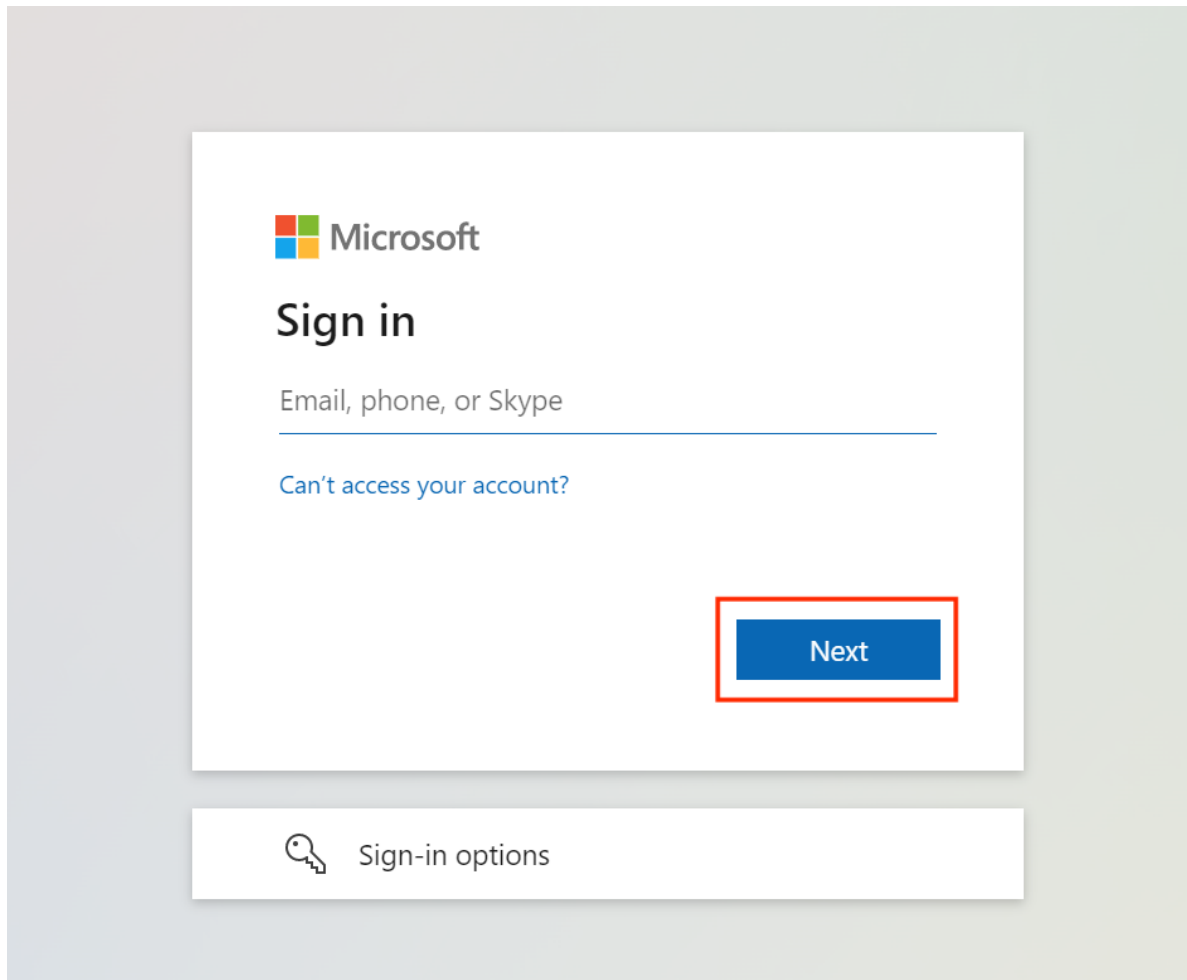 Microsoft
Sign in
Email, phone, or Skype
Can’t access your account?
Next
Sign-in options